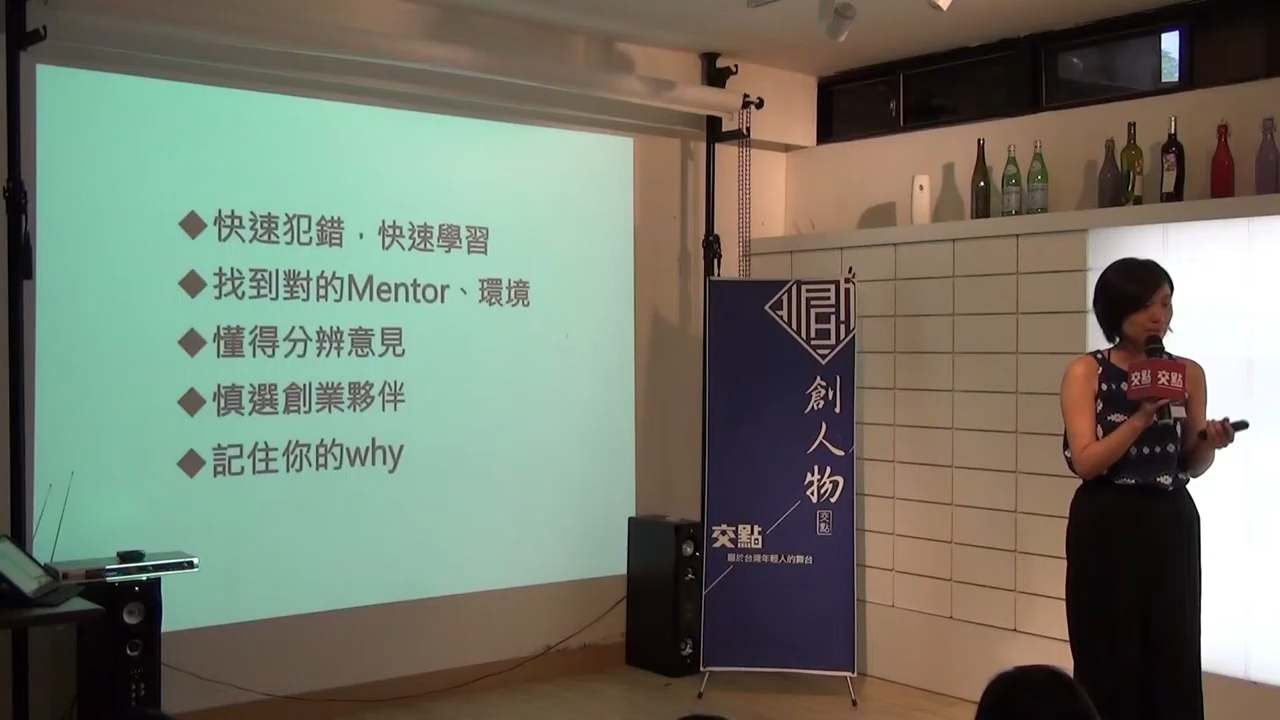 ◆快速犯錯，快速學習
◆找到對的Mentor、環境
◆懂得分辨意見
◆慎選創業夥伴
◆記住你的why
創人物
交點
交點
屬於台灣年輕人的舞台
交點 交點